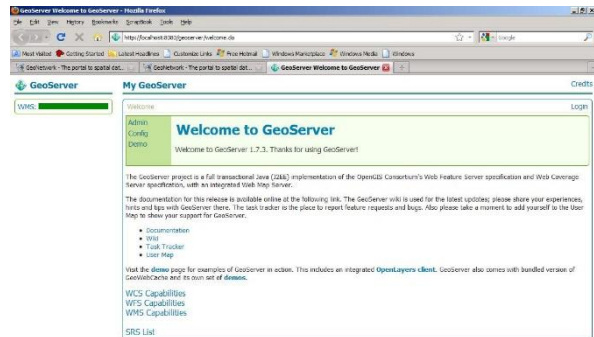 GeoServer Welcome to GeoServer - Mozilla Firefox
File Edit View History Bookmarks ScrapBook Tools Help
http://localhost:8082/geoserver/welcome.do
Google
Most Visited Getting Started Latest Headlines Customize Links Free Hotmail Windows Marketplace Windows Media Windows
GeoNetwork - The portal to spatial dat... GeoNetwork - The portal to spatial dat... GeoServer Welcome to GeoServer
GeoServer My GeoServer Credits
WMS: Welcome Login
Admin
Config
Demo
Welcome to GeoServer
Welcome to GeoServer 1.7.3. Thanks for using GeoServer!
The GeoServer project is a full transactional Java (J2EE) implementation of the OpenGIS Consortium's Web Feature Server specification and Web Coverage
Server specification, with an integrated Web Map Server.
The documentation for this release is available online at the following link. The GeoServer wiki is used for the latest updates; please share your experiences,
hints and tips with GeoServer there. The task tracker is the place to report feature requests and bugs. Also please take a moment to add yourself to the User
Map to show your support for GeoServer.
• Documentation
• Wiki
• Task Tracker
• User Map
Visit the demo page for examples of GeoServer in action. This includes an integrated OpenLayers client. GeoServer also comes with bundled version of
GeoWebCache and its own set of demos.
WCS Capabilities
WFS Capabilities
WMS Capabilities
SRS List